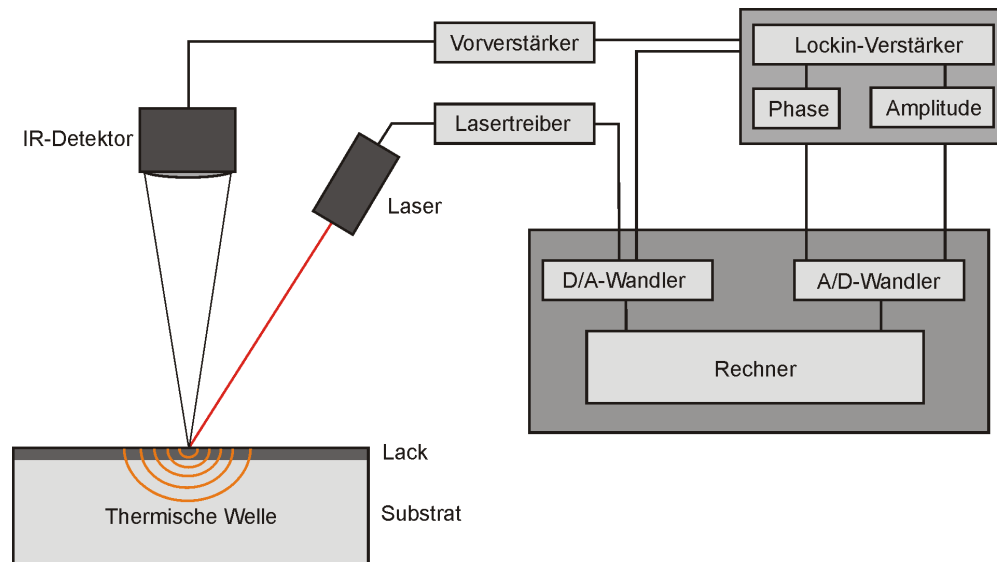 Vorverstärker
Lockin-Verstärker
Phase
Amplitude
Lasertreiber
IR-Detektor
Laser
D/A-Wandler
A/D-Wandler
Rechner
Lack
Thermische Welle
Substrat